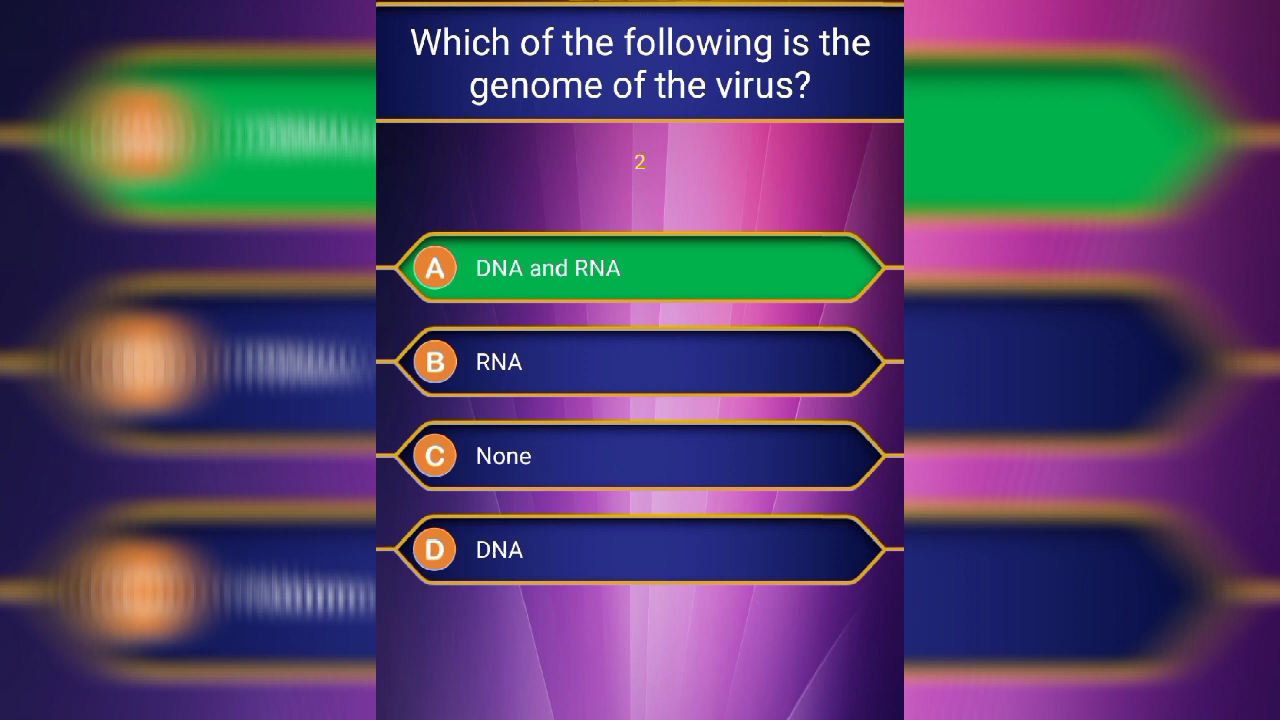 Which of the following is the
genome of the virus?
2
A DNA and RNA
B RNA
C None
D DNA